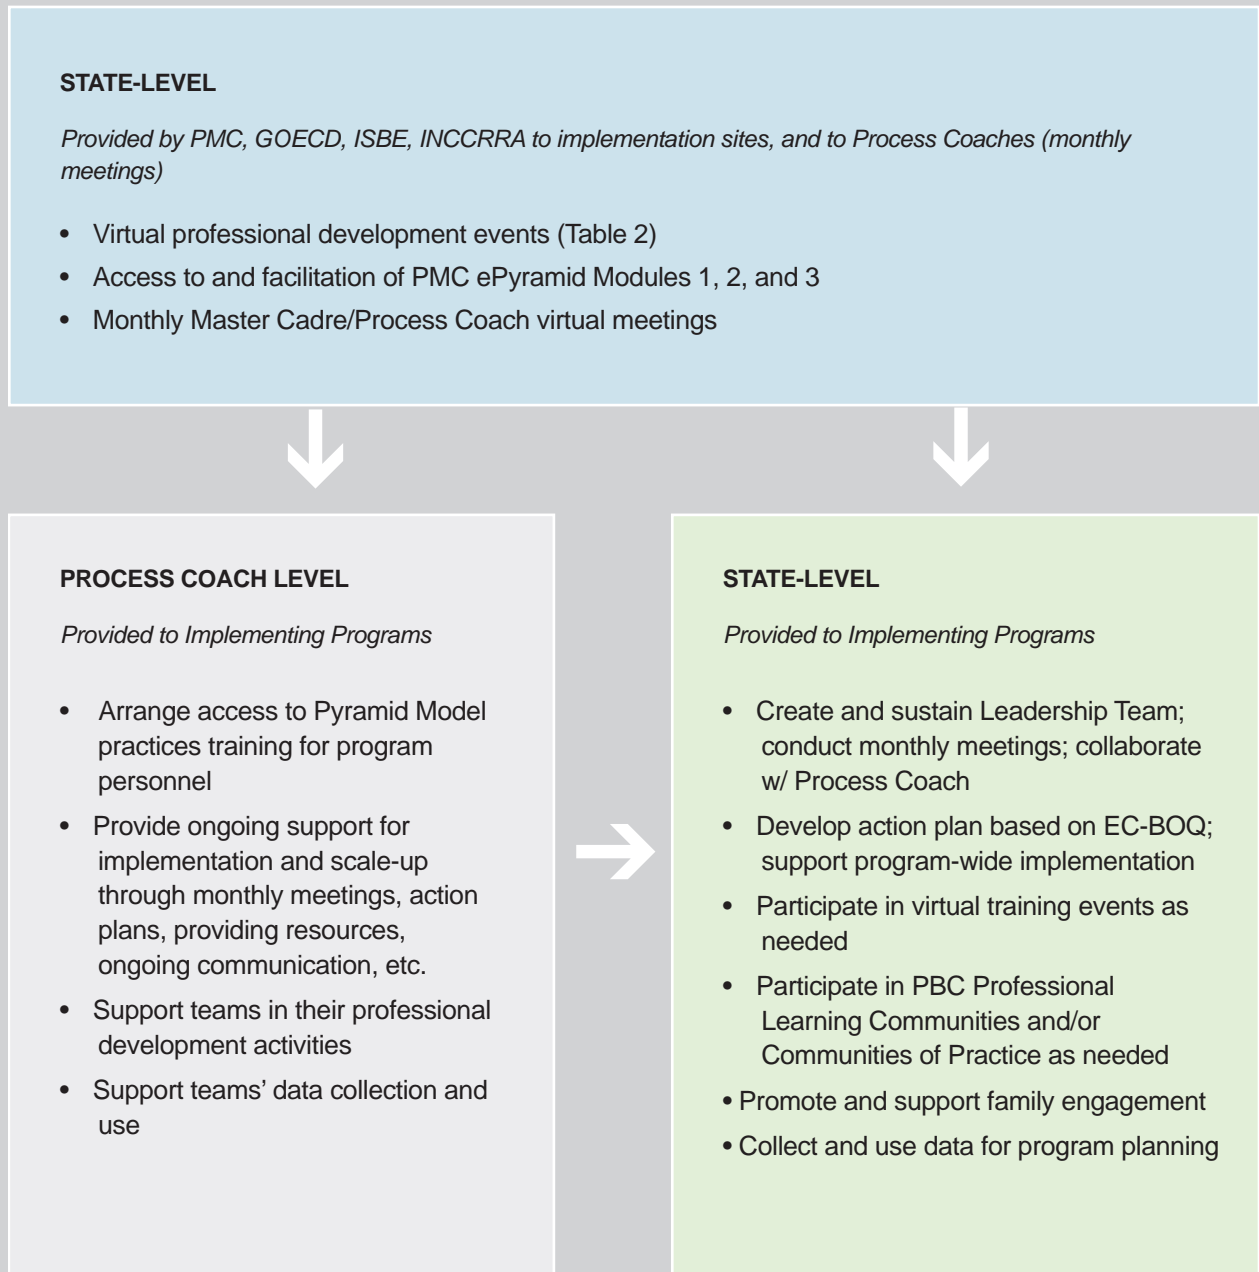 STATE-LEVEL
Provided by PMC, GOECD, ISBE, INCCRRA to implementation sites, and to Process Coaches (monthly
meetings)
• Virtual professional development events (Table 2)
• Access to and facilitation of PMC ePyramid Modules 1, 2, and 3
• Monthly Master Cadre/Process Coach virtual meetings
PROCESS COACH LEVEL
Provided to Implementing Programs
• Arrange access to Pyramid Model
practices training for program
personnel
• Provide ongoing support for
implementation and scale-up
through monthly meetings, action
plans, providing resources,
ongoing communication, etc.
• Support teams in their professional
development activities
• Support teams’ data collection and
use
STATE-LEVEL
Provided to Implementing Programs
• Create and sustain Leadership Team;
conduct monthly meetings; collaborate
w/ Process Coach
• Develop action plan based on EC-BOQ;
support program-wide implementation
• Participate in virtual training events as
needed
• Participate in PBC Professional
Learning Communities and/or
Communities of Practice as needed
• Promote and support family engagement
• Collect and use data for program planning